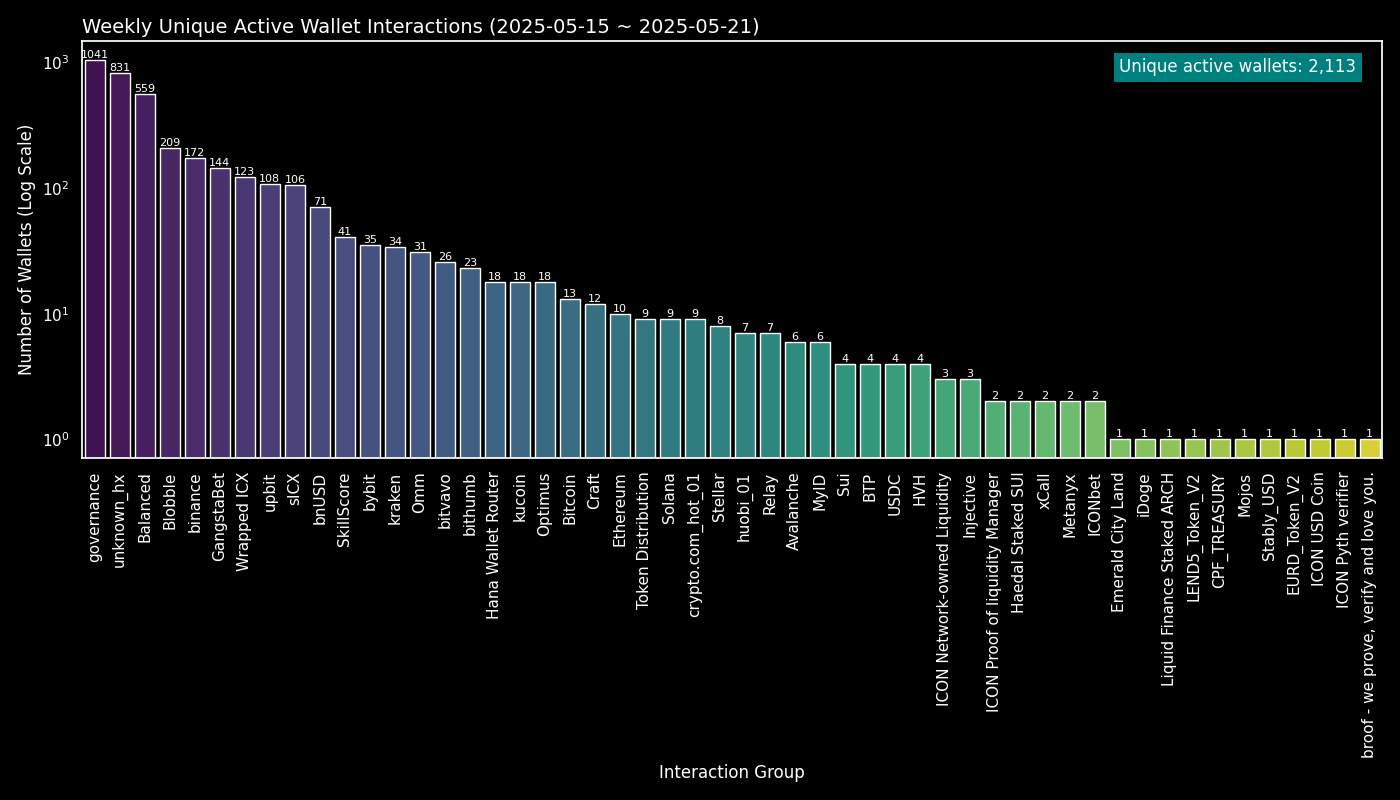 Weekly Unique Active Wallet Interactions (2025-05-15 ~ 2025-05-21)
Unique active wallets: 2,113
Number of Wallets (Log Scale)
10³
10²
10¹
10⁰
1041
831
559
209
172
144
123
108
106
71
41
35
34
31
26
23
18
18
18
13
12
10
9
9
9
8
7
7
6
6
4
4
4
4
3
3
2
2
2
2
2
1
1
1
1
1
1
1
1
1
1
1
governance
unknown_hx
Balanced
Blobble
binance
GangstaBet
Wrapped ICX
upbit
sICX
bnUSD
SkillScore
bybit
kraken
Omm
bitvavo
bithumb
Hana Wallet Router
kucoin
Optimus
Bitcoin
Craft
Ethereum
Token Distribution
Solana
crypto.com_hot_01
Stellar
huobi_01
Relay
Avalanche
MyID
Sui
BTP
USDC
HVH
ICON Network-owned Liquidity
Injective
ICON Proof of liquidity Manager
Haedal Staked SUI
xCall
Metanyx
ICONbet
Emerald City Land
iDoge
Liquid Finance Staked ARCH
LEND5_Token_V2
CPF_TREASURY
Mojos
Stably_USD
EURD_Token_V2
ICON USD Coin
ICON Pyth verifier
broof - we prove, verify and love you.
Interaction Group